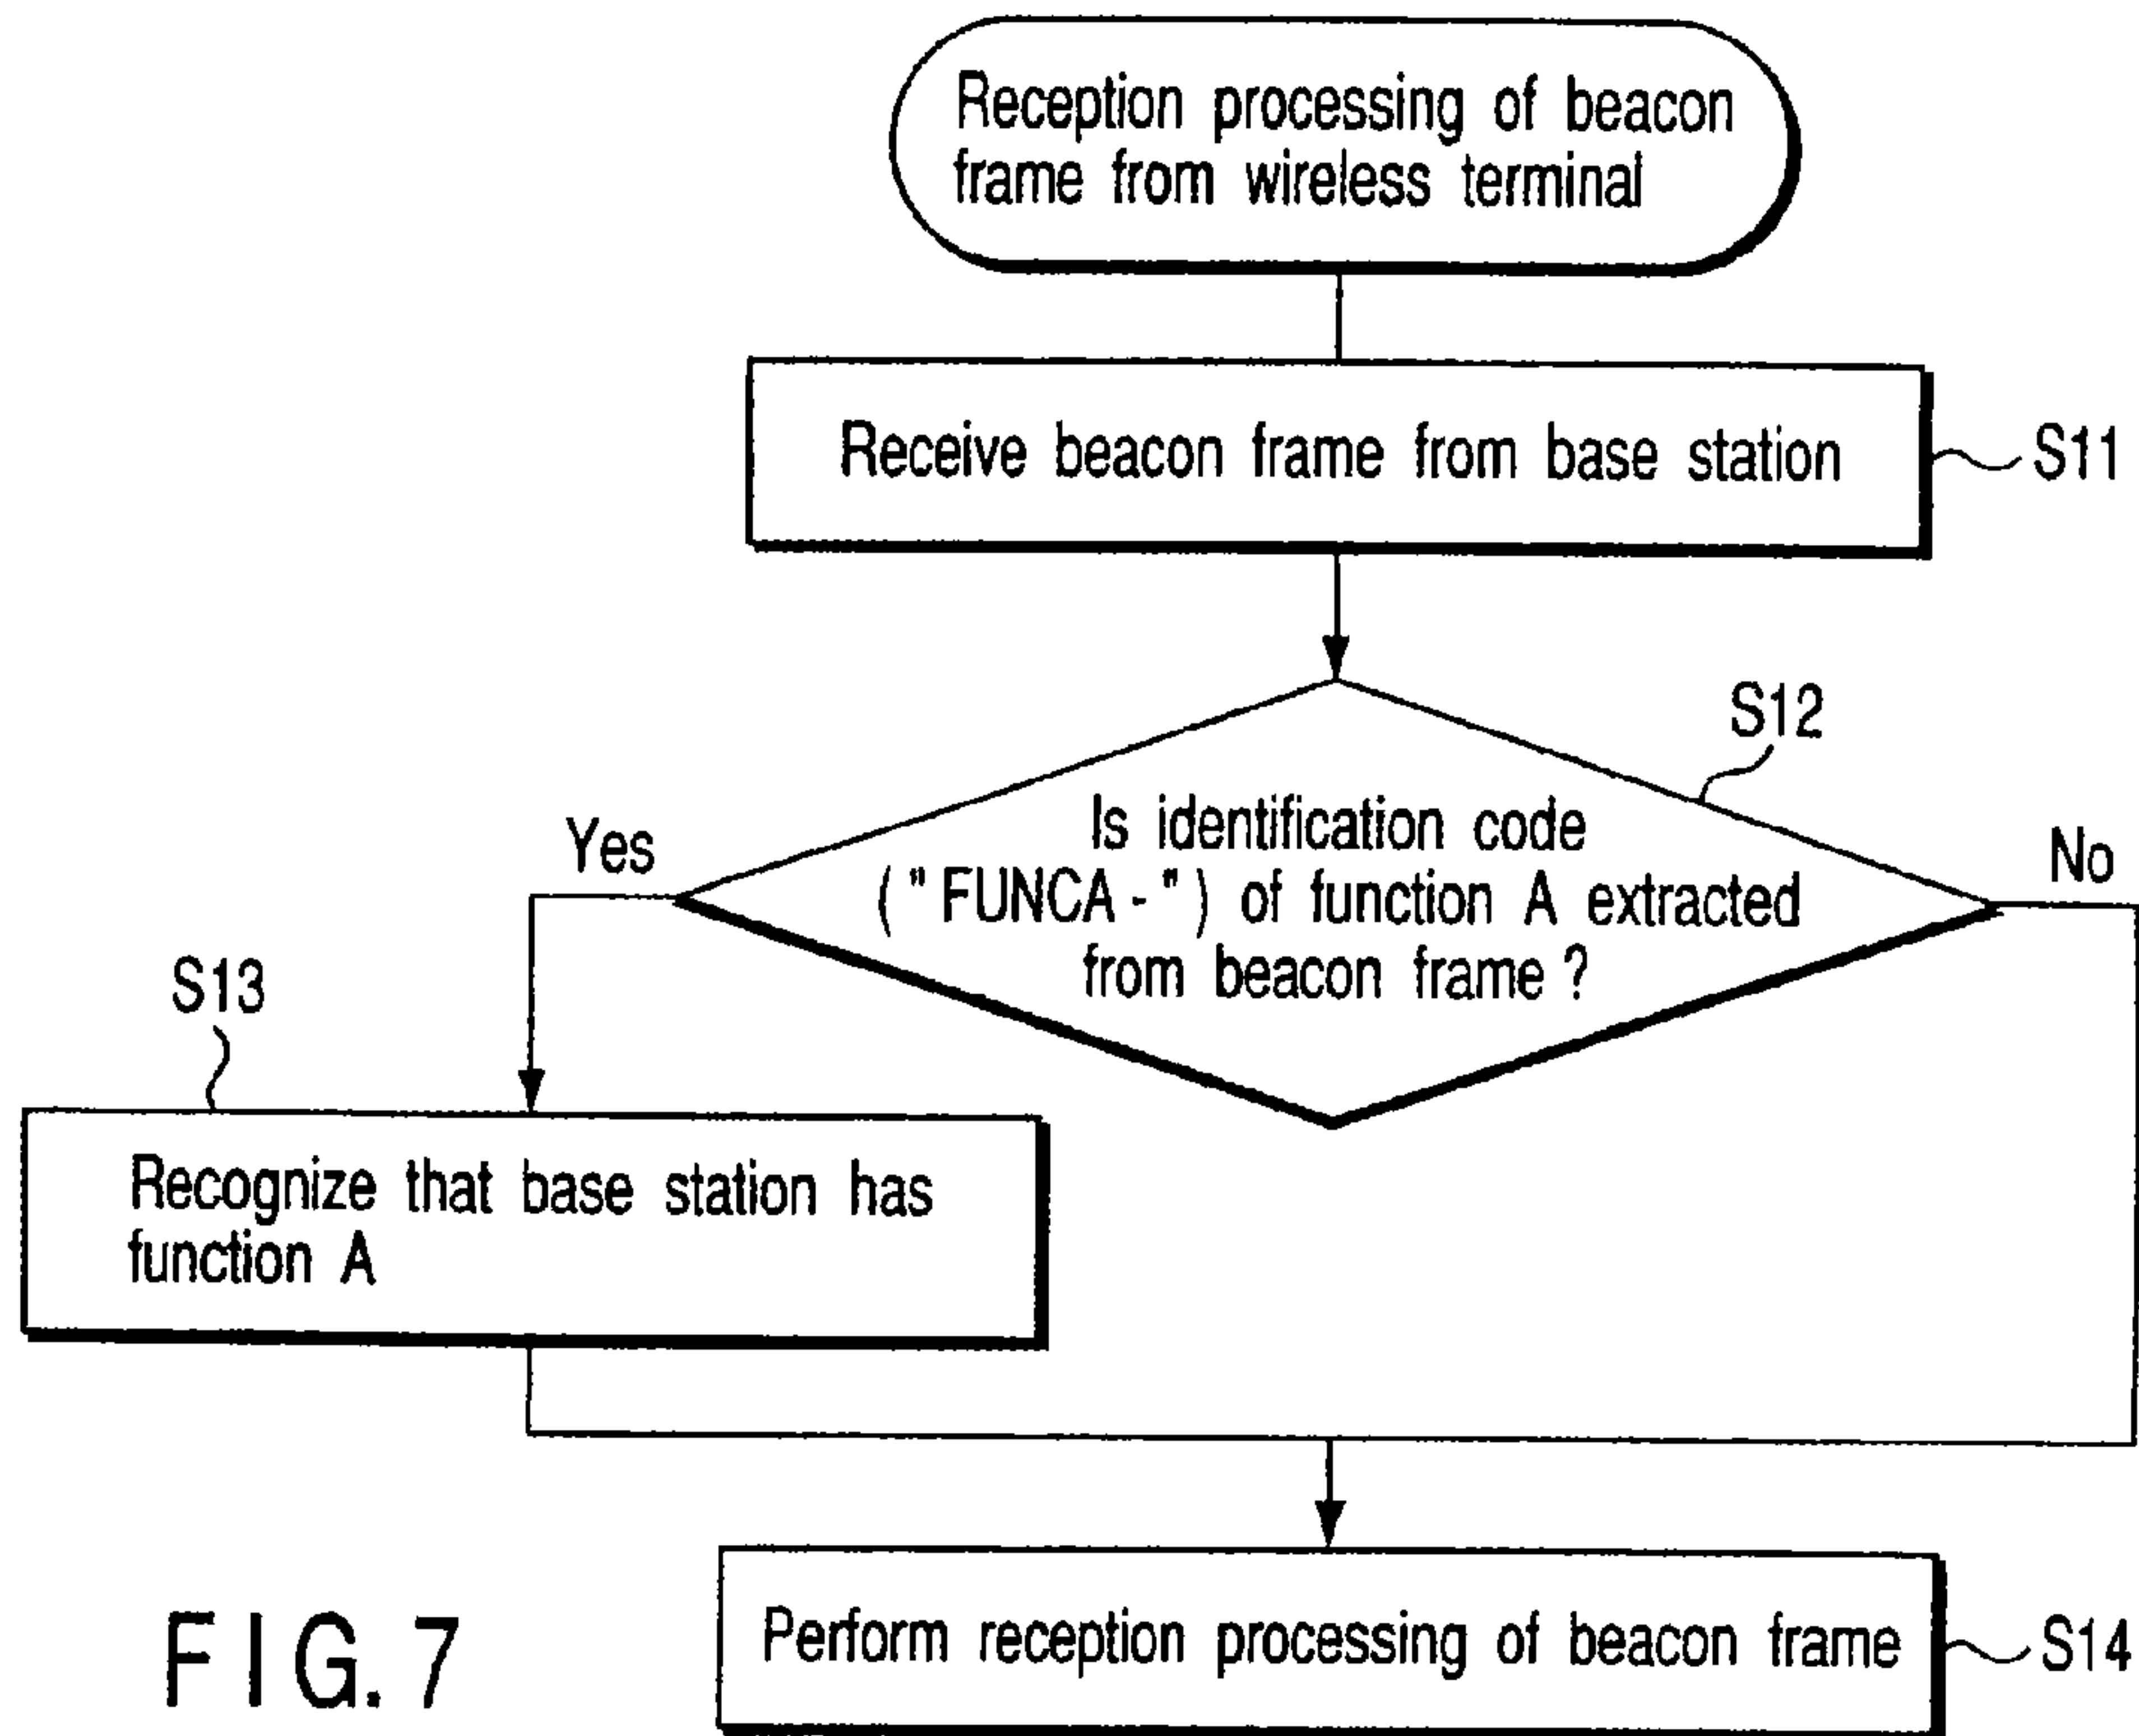 Reception processing of beacon
frame from wireless terminal
Receive beacon frame from base station
S11
S12
Is identification code
("FUNCA-") of function A extracted
from beacon frame?
Yes
No
S13
Recognize that base station has
function A
Perform reception processing of beacon frame
S14
FIG. 7